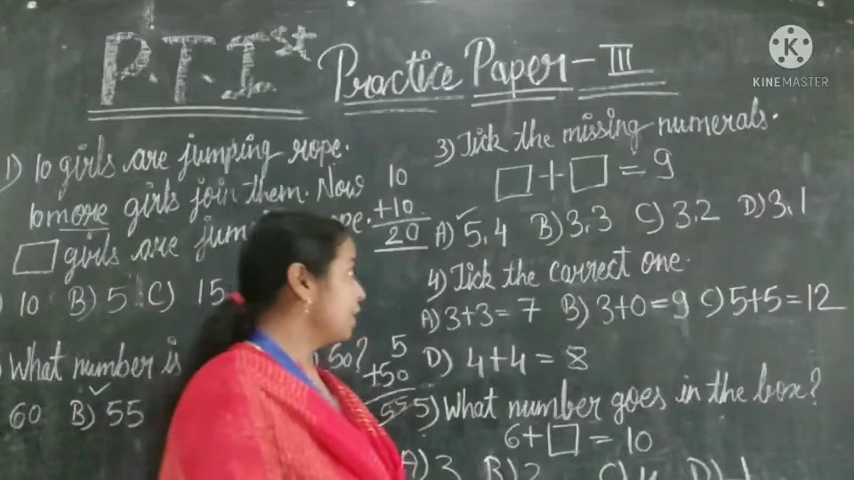 P.T.Ist Practice Paper-III
1) 10 girls are jumping rope.
10 more girls join them. Now
□ girls are
10
+10
20
10 B) 5 C) 15
What number is 50?
5
+50
55
60 B) 55
3) Tick the missing numerals.
□+□=9
A) 5,4 B) 3,3 C) 3,2 D) 3,1
4) Tick the correct one.
A) 3+3=7 B) 3+0=9 C) 5+5=12
D) 4+4=8
5) What number goes in the box?
6+□=10
A) 3 B) 2 C) 4 D) 1
K
KINEMASTER